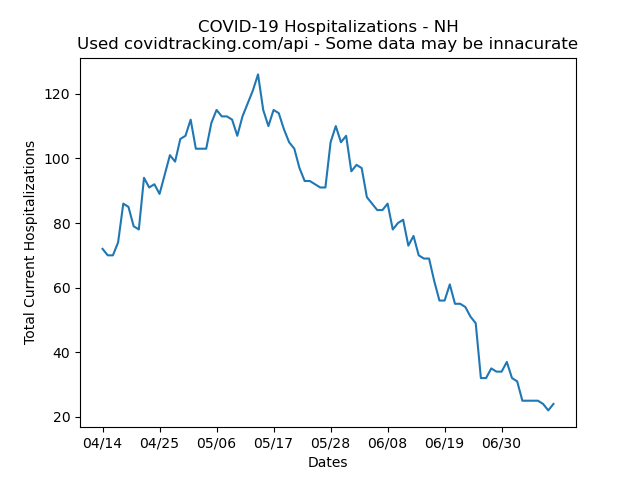 COVID-19 Hospitalizations - NH
Used covidtracking.com/api - Some data may be innacurate
Total Current Hospitalizations
120
100
80
60
40
20
04/14 04/25 05/06 05/17 05/28 06/08 06/19 06/30
Dates